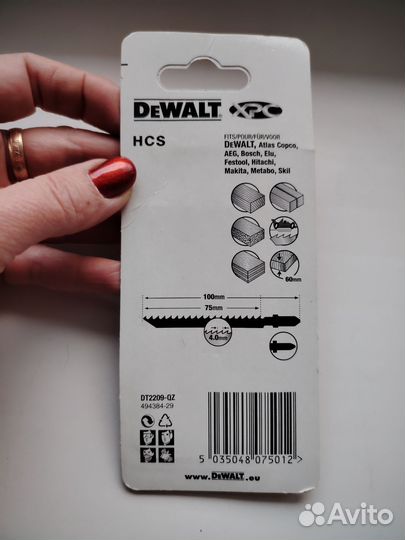 DEWALT XPC
HCS
FITS/POUR/FÜR/VOOR
DEWALT, Atlas Copco,
AEG, Bosch, Elu,
Festool, Hitachi,
Makita, Metabo, Skil
60mm
100mm
75mm
4.0mm
DT2209-QZ
494384-29
5 035048 075012
www.DEWALT.eu
Avito